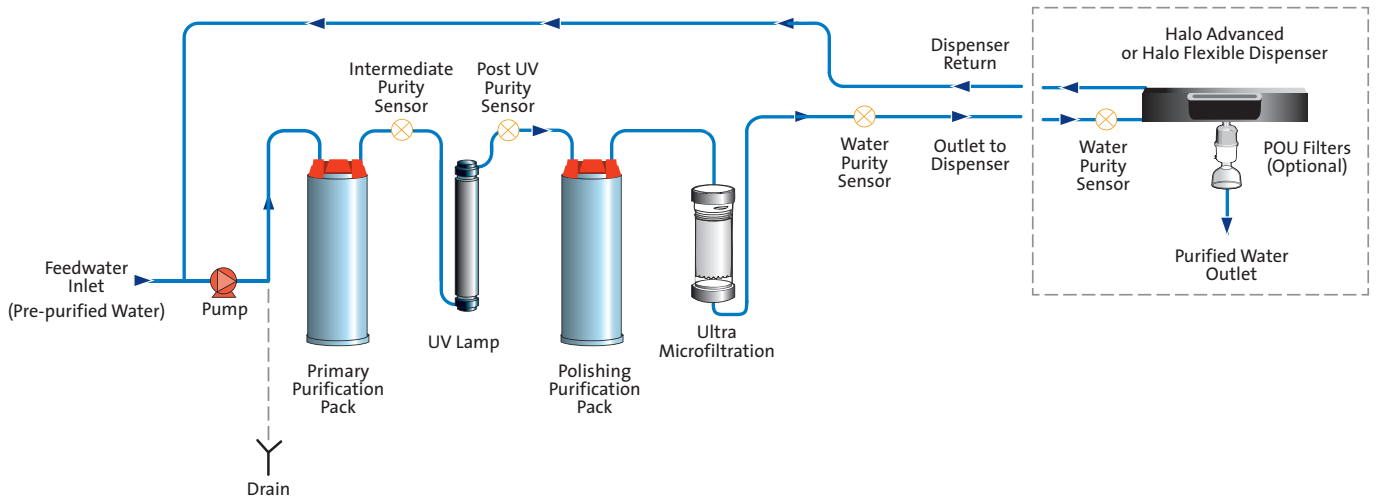 Halo Advanced
or Halo Flexible Dispenser
Dispenser
Return
Intermediate
Purity
Sensor
Post UV
Purity
Sensor
Water
Purity
Sensor
Outlet to
Dispenser
Water
Purity
Sensor
POU Filters
(Optional)
Feedwater
Inlet
(Pre-purified Water)
Pump
Purified Water
Outlet
UV Lamp
Ultra
Microfiltration
Primary
Purification
Pack
Polishing
Purification
Pack
Drain